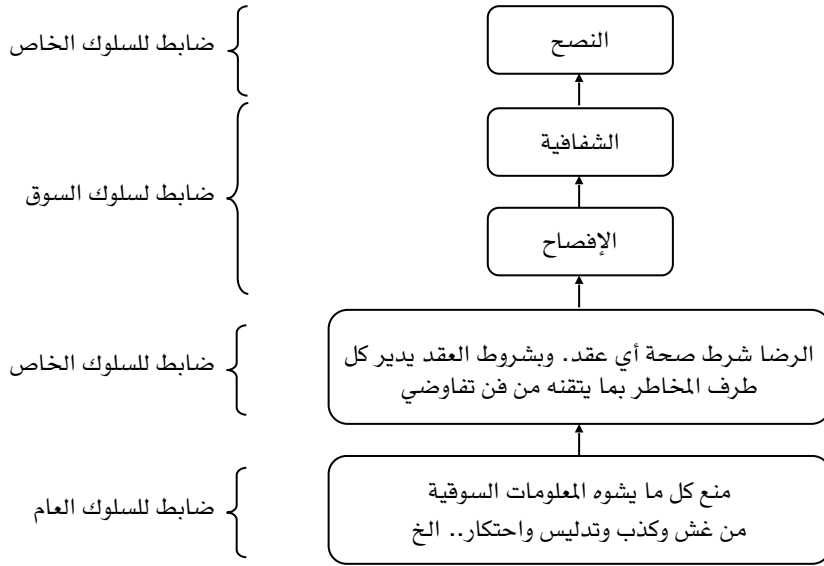 النصح
ضابط للسلوك الخاص
الشفافية
ضابط لسلوك السوق
الإفصاح
الرضا شرط صحة أي عقد. وبشروط العقد يدير كل
طرف المخاطر بما يتقنه من فن تفاوضي
ضابط للسلوك الخاص
منع كل ما يشوه المعلومات السوقية
من غش وكذب وتدليس واحتكار.. الخ
ضابط للسلوك العام